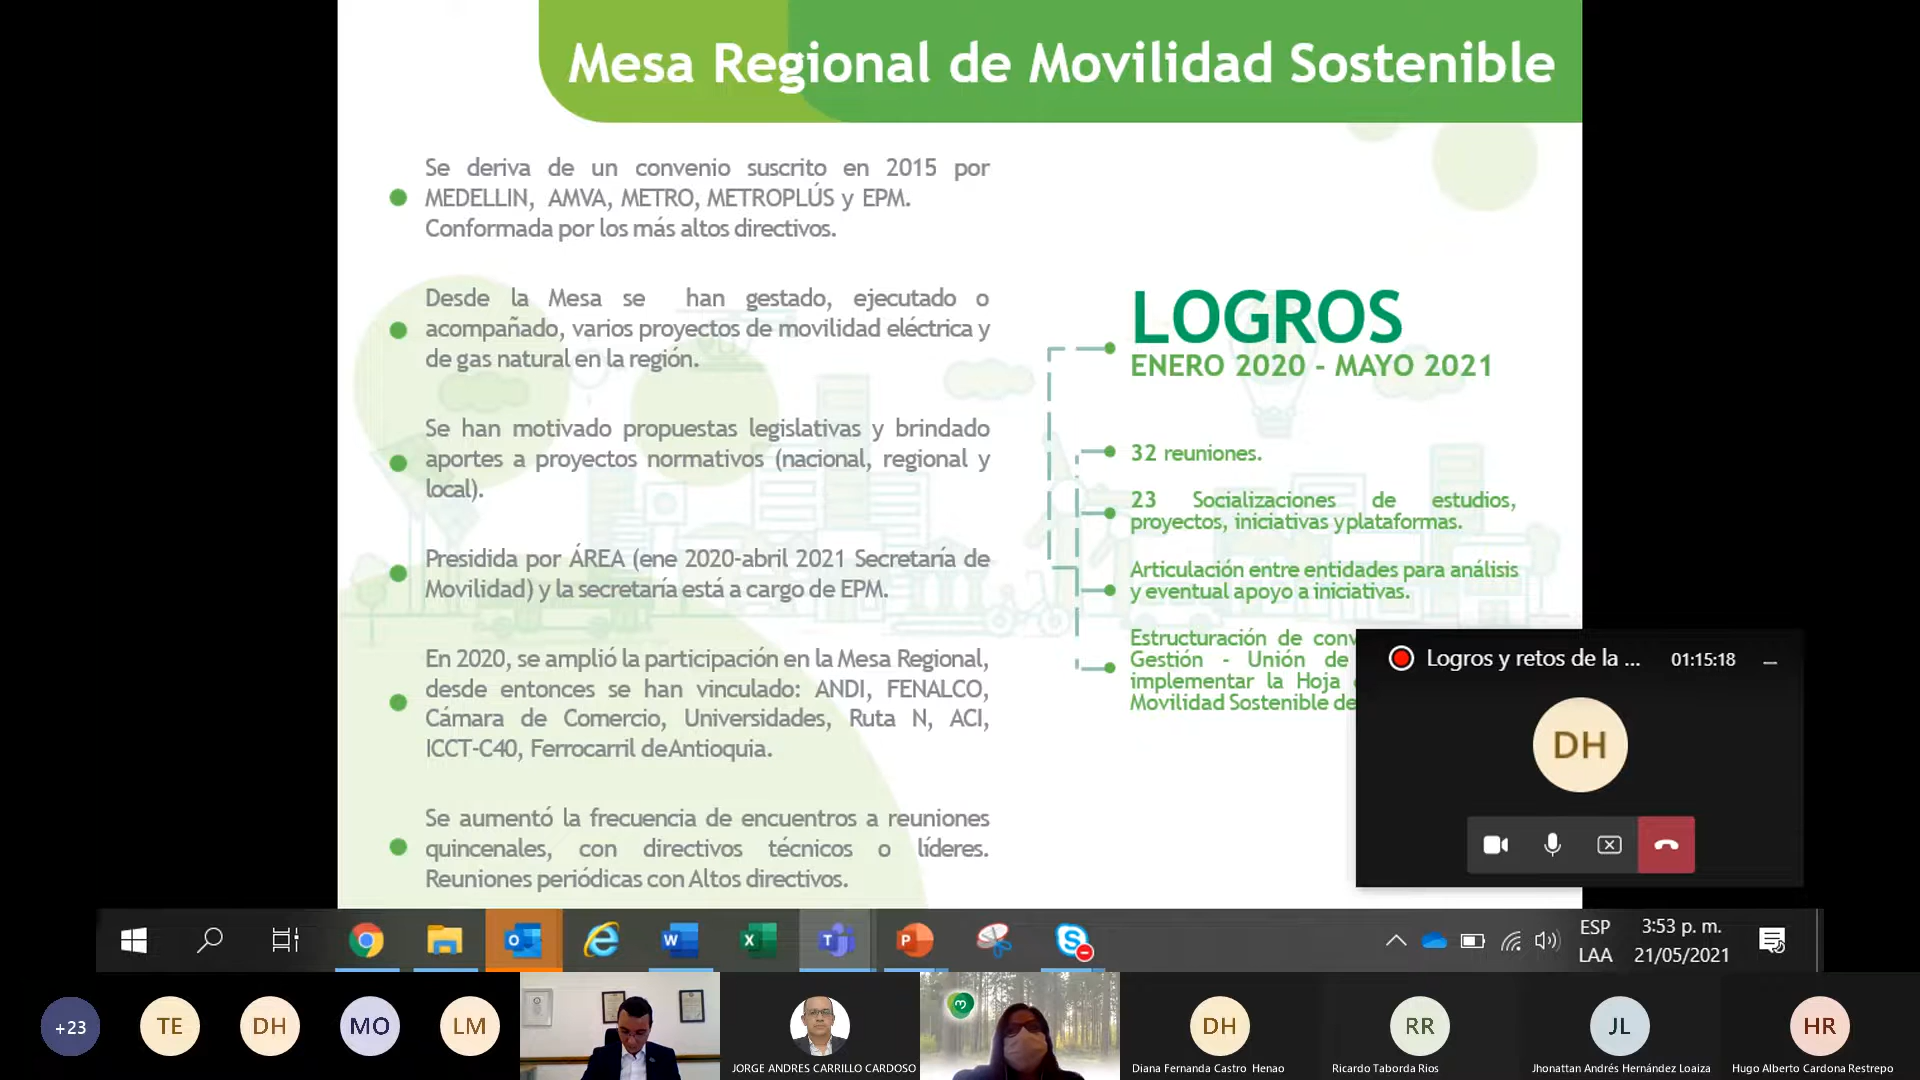 Mesa Regional de Movilidad Sostenible
Se deriva de un convenio suscrito en 2015 por
MEDELLIN, AMVA, METRO, METROPLÚS y EPM.
Conformada por los más altos directivos.
Desde la Mesa se han gestado, ejecutado o
acompañado, varios proyectos de movilidad eléctrica y
de gas natural en la región.
Se han motivado propuestas legislativas y brindado
aportes a proyectos normativos (nacional, regional y
local).
Presidida por ÁREA (ene 2020-abril 2021 Secretaría de
Movilidad) y la secretaría está a cargo de EPM.
En 2020, se amplió la participación en la Mesa Regional,
desde entonces se han vinculado: ANDI, FENALCO,
Cámara de Comercio, Universidades, Ruta N, ACI,
ICCT-C40, Ferrocarril deAntioquia.
Se aumentó la frecuencia de encuentros a reuniones
quincenales, con directivos técnicos o líderes.
Reuniones periódicas con Altos directivos.
LOGROS
ENERO 2020 - MAYO 2021
32 reuniones.
23 Socializaciones de estudios,
proyectos, iniciativas yplataformas.
Articulación entre entidades para análisis
y eventual apoyo a iniciativas.
Estructuración de conv
Gestión - Unión de
implementar la Hoja
Movilidad Sostenible de
Logros y retos de la ...
01:15:18
DH
ESP
LAA
3:53 p. m.
21/05/2021
+23
TE
DH
MO
LM
JORGE ANDRES CARRILLO CARDOSO
DH
Diana Fernanda Castro Henao
RR
Ricardo Taborda Rios
JL
Jhonattan Andrés Hernández Loaiza
HR
Hugo Alberto Cardona Restrepo